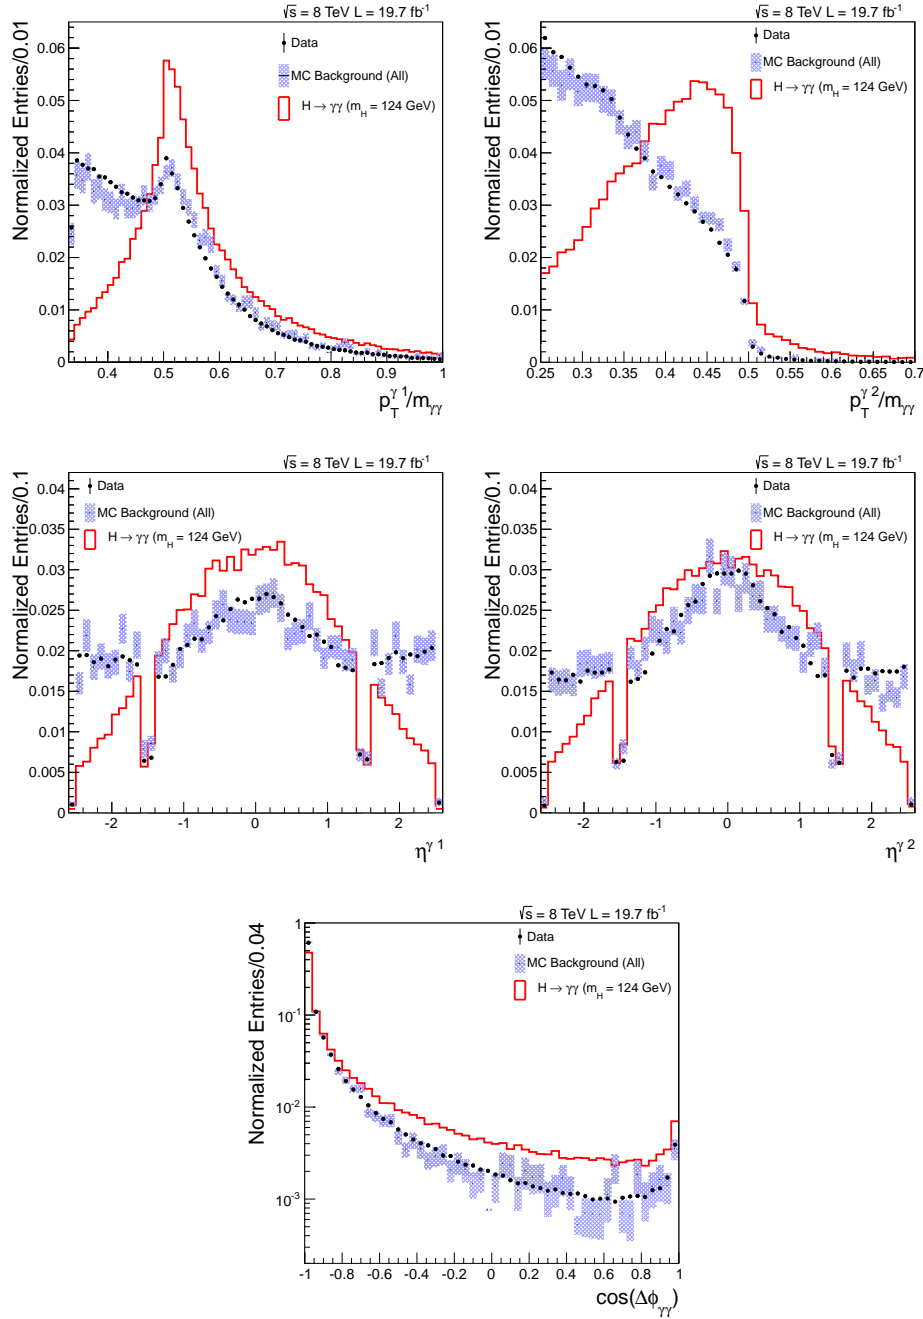 √s = 8 TeV L = 19.7 fb⁻¹
Normalized Entries/0.01
0.06
0.05
0.04
0.03
0.02
0.01
0
Data
MC Background (All)
H → γγ (m_H = 124 GeV)
0.4 0.5 0.6 0.7 0.8 0.9 1
p_T^γ1/m_γγ
√s = 8 TeV L = 19.7 fb⁻¹
Normalized Entries/0.01
0.06
0.05
0.04
0.03
0.02
0.01
0
Data
MC Background (All)
H → γγ (m_H = 124 GeV)
0.25 0.3 0.35 0.4 0.45 0.5 0.55 0.6 0.65 0.7
p_T^γ2/m_γγ
√s = 8 TeV L = 19.7 fb⁻¹
Normalized Entries/0.1
0.04
0.035
0.03
0.025
0.02
0.015
0.01
0.005
0
Data
MC Background (All)
H → γγ (m_H = 124 GeV)
-2 -1 0 1 2
η^γ1
√s = 8 TeV L = 19.7 fb⁻¹
Normalized Entries/0.1
0.04
0.035
0.03
0.025
0.02
0.015
0.01
0.005
0
Data
MC Background (All)
H → γγ (m_H = 124 GeV)
-2 -1 0 1 2
η^γ2
√s = 8 TeV L = 19.7 fb⁻¹
Normalized Entries/0.04
1
10⁻¹
10⁻²
10⁻³
Data
MC Background (All)
H → γγ (m_H = 124 GeV)
-1 -0.8 -0.6 -0.4 -0.2 0 0.2 0.4 0.6 0.8 1
cos(Δϕ_γγ)